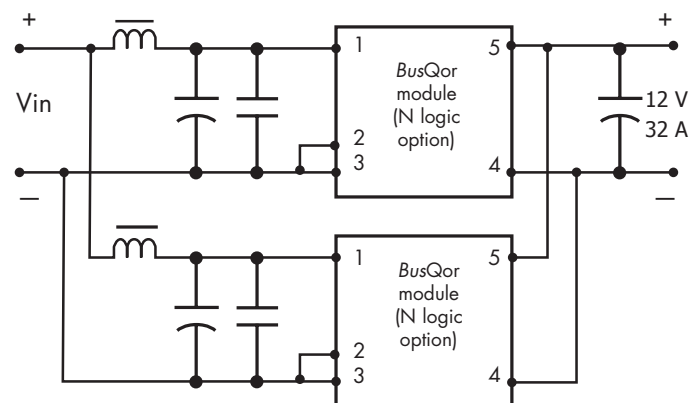 +
+
1
BusQor
module
(N logic
option)
5
Vin
12 V
32 A
2
3
4
—
—
1
BusQor
module
(N logic
option)
5
2
3
4